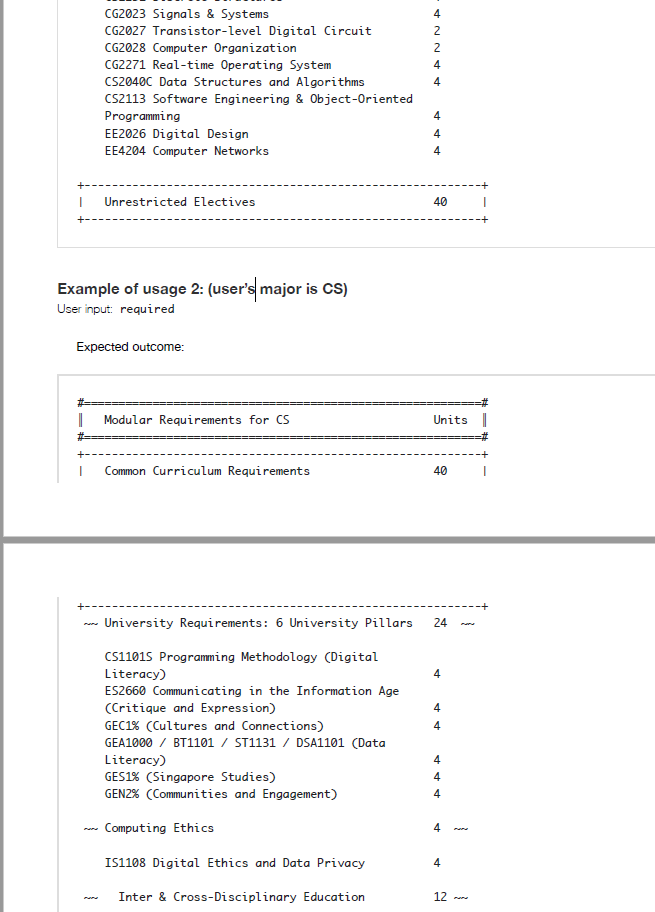 CG2023 Signals & Systems 4
CG2027 Transistor-level Digital Circuit 2
CG2028 Computer Organization 2
CG2271 Real-time Operating System 4
CS2040C Data Structures and Algorithms 4
CS2113 Software Engineering & Object-Oriented
Programming 4
EE2026 Digital Design 4
EE4204 Computer Networks 4
+----------------------------------------------------------+
| Unrestricted Electives 40 |
+----------------------------------------------------------+
Example of usage 2: (user's major is CS)
User input: required
Expected outcome:
#==========================================================#
║ Modular Requirements for CS Units ║
#==========================================================#
+----------------------------------------------------------+
| Common Curriculum Requirements 40 |
+----------------------------------------------------------+
~~ University Requirements: 6 University Pillars 24 ~~
CS1101S Programming Methodology (Digital
Literacy) 4
ES2660 Communicating in the Information Age
(Critique and Expression) 4
GEC1% (Cultures and Connections) 4
GEA1000 / BT1101 / ST1131 / DSA1101 (Data
Literacy) 4
GES1% (Singapore Studies) 4
GEN2% (Communities and Engagement) 4
~~ Computing Ethics 4 ~~
IS1108 Digital Ethics and Data Privacy 4
~~ Inter & Cross-Disciplinary Education 12 ~~